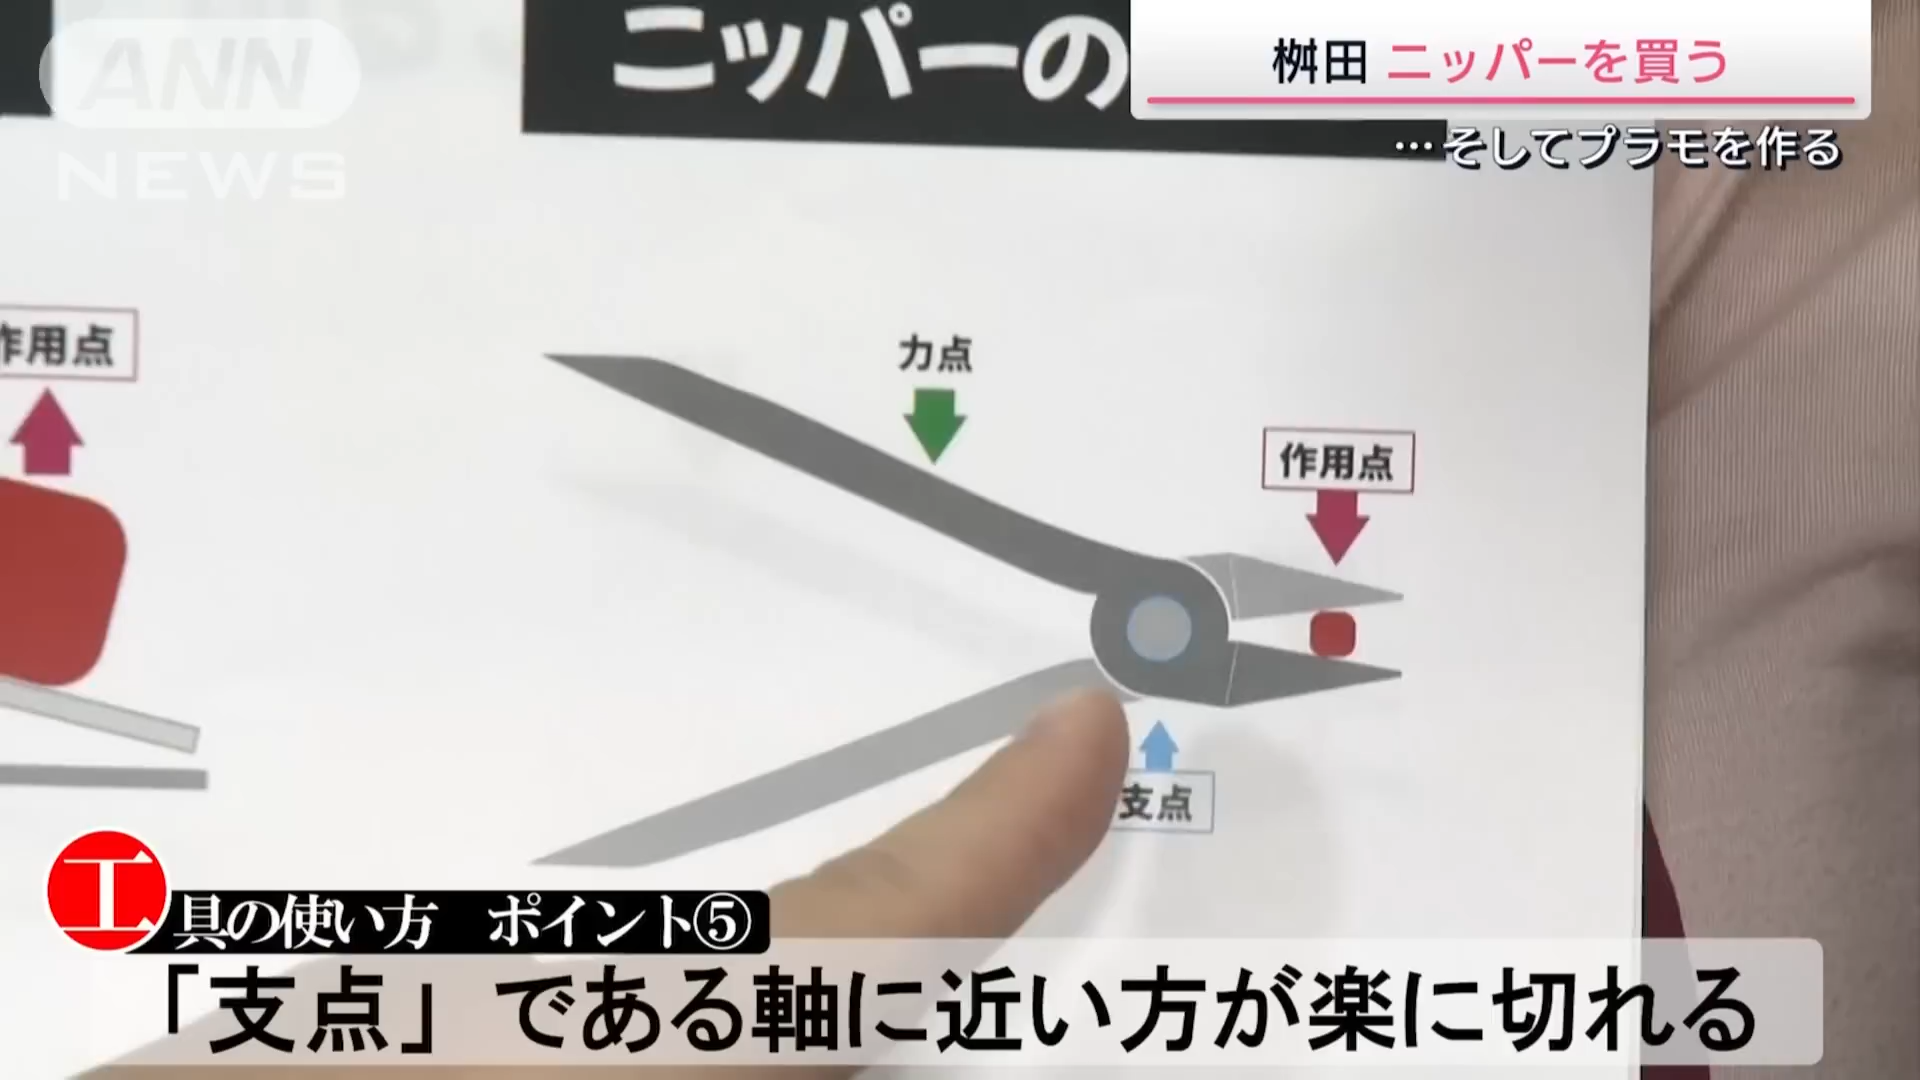 ANN
NEWS
ニッパーの
桝田 ニッパーを買う
…そしてプラモを作る
作用点
力点
作用点
支点
工具の使い方 ポイント⑤
「支点」である軸に近い方が楽に切れる